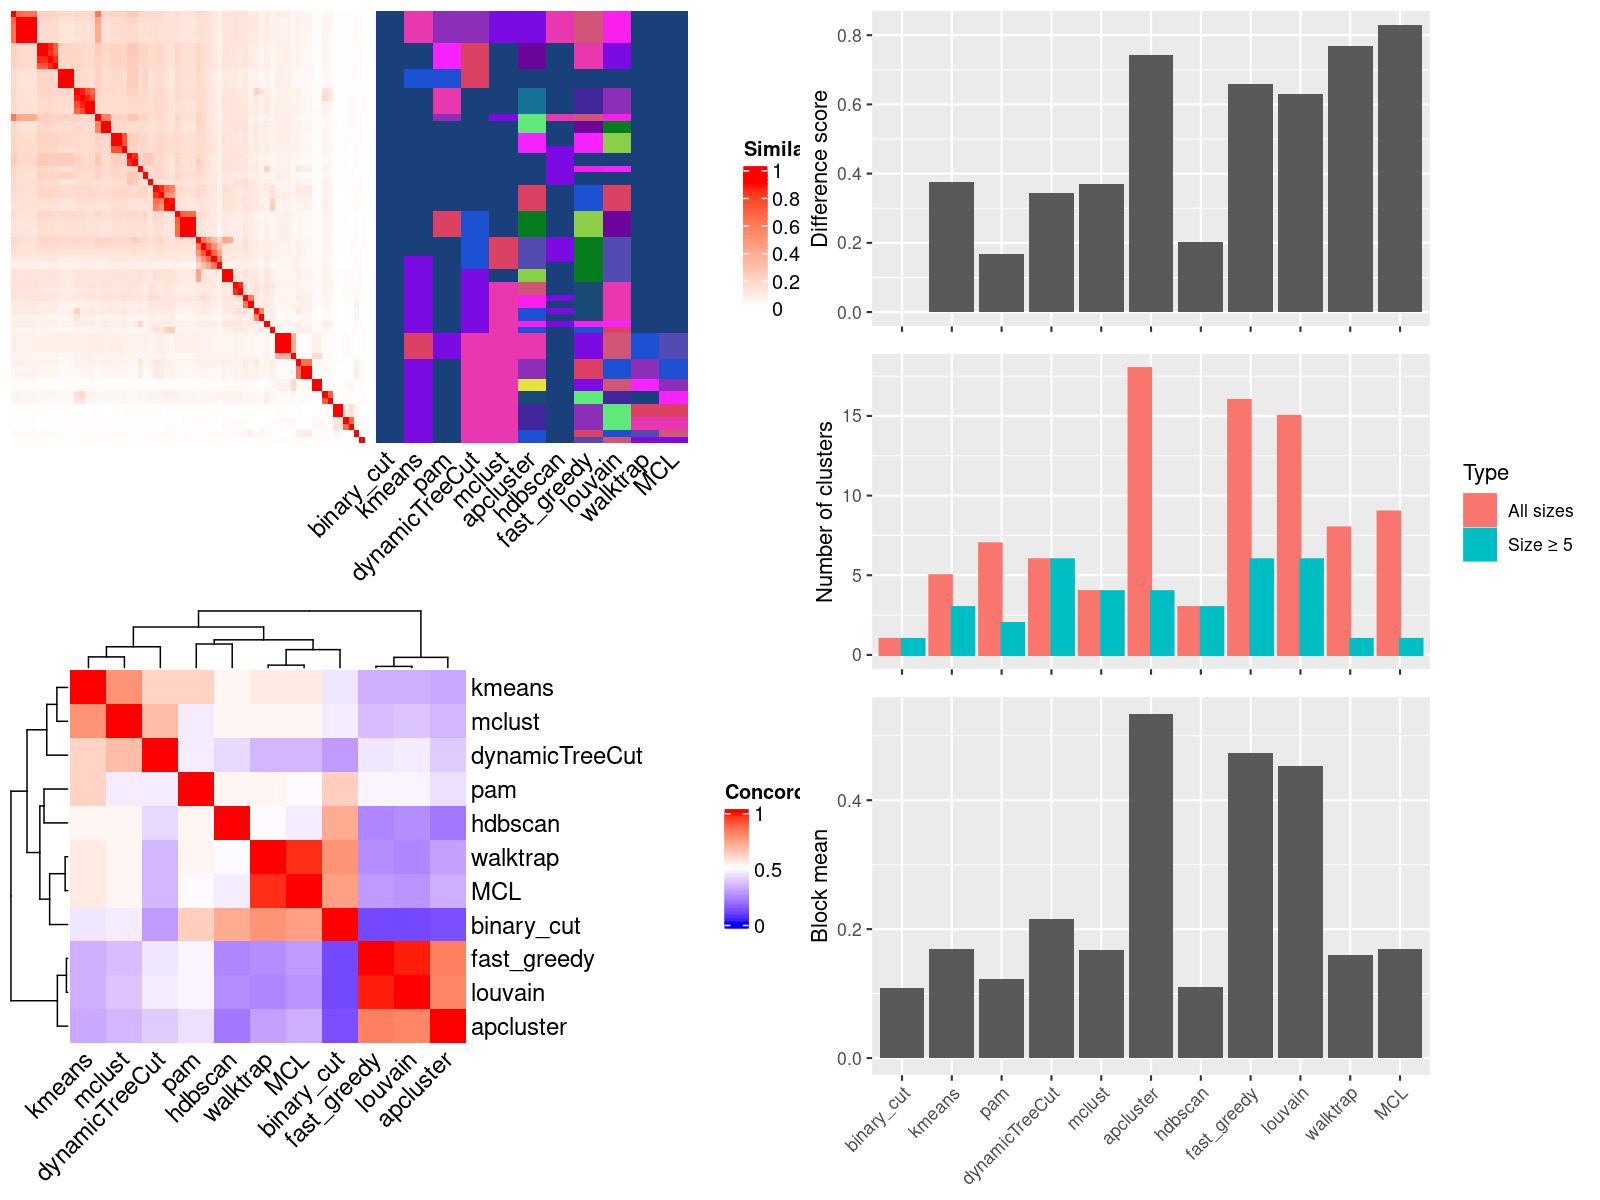 Simila
1
0.8
0.6
0.4
0.2
0
binary_cut
kmeans
pam
dynamicTreeCut
mclust
apcluster
hdbscan
fast_greedy
louvain
walktrap
MCL
Difference score
0.8
0.6
0.4
0.2
0.0
Number of clusters
15
10
5
0
Type
All sizes
Size ≥ 5
kmeans
mclust
dynamicTreeCut
pam
hdbscan
walktrap
MCL
binary_cut
fast_greedy
louvain
apcluster
kmeans
mclust
dynamicTreeCut
pam
hdbscan
walktrap
MCL
binary_cut
fast_greedy
louvain
apcluster
Concord
1
0.5
0
Block mean
0.4
0.2
0.0
binary_cut
kmeans
pam
dynamicTreeCut
mclust
apcluster
hdbscan
fast_greedy
louvain
walktrap
MCL